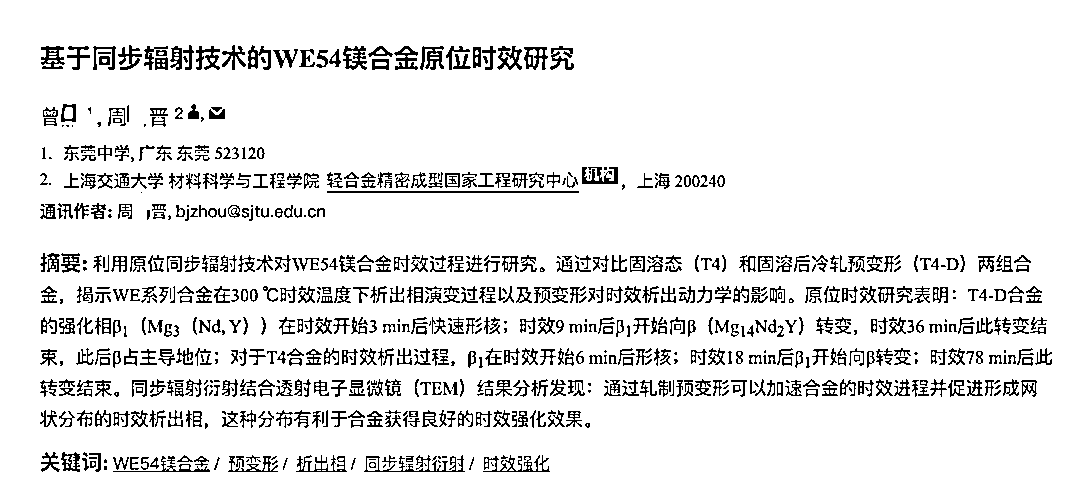 基于同步辐射技术的WE54镁合金原位时效研究
曾 1, 周 晋 2
1. 东莞中学, 广东 东莞 523120
2. 上海交通大学 材料科学与工程学院 轻合金精密成型国家工程研究中心 机构 ，上海 200240
通讯作者: 周 晋, bjzhou@sjtu.edu.cn
摘要: 利用原位同步辐射技术对WE54镁合金时效过程进行研究。通过对比固溶态（T4）和固溶后冷轧预变形（T4-D）两组合
金，揭示WE系列合金在300 ℃时效温度下析出相演变过程以及预变形对时效析出动力学的影响。原位时效研究表明：T4-D合金
的强化相β₁（Mg₃（Nd, Y））在时效开始3 min后快速形核；时效9 min后β₁开始向β（Mg₁₄Nd₂Y）转变，时效36 min后此转变结
束，此后β占主导地位；对于T4合金的时效析出过程，β₁在时效开始6 min后形核；时效18 min后β₁开始向β转变；时效78 min后此
转变结束。同步辐射衍射结合透射电子显微镜（TEM）结果分析发现：通过轧制预变形可以加速合金的时效进程并促进形成网
状分布的时效析出相，这种分布有利于合金获得良好的时效强化效果。
关键词: WE54镁合金 / 预变形 / 析出相 / 同步辐射衍射 / 时效强化